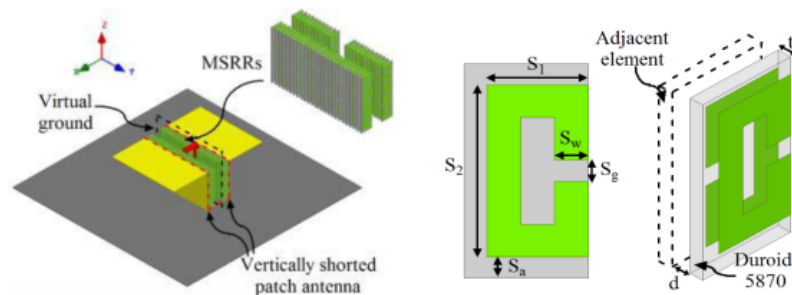 Z
X
Y
MSRRs
Virtual
ground
Vertically shorted
patch antenna
S1
S2
Sw
Sg
Sa
Adjacent
element
t
d
Duroid
5870